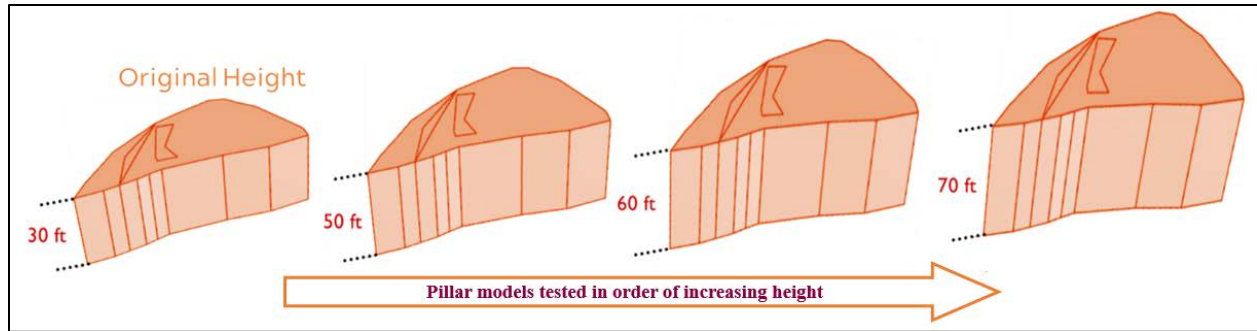 Original Height
30 ft
50 ft
60 ft
70 ft
Pillar models tested in order of increasing height